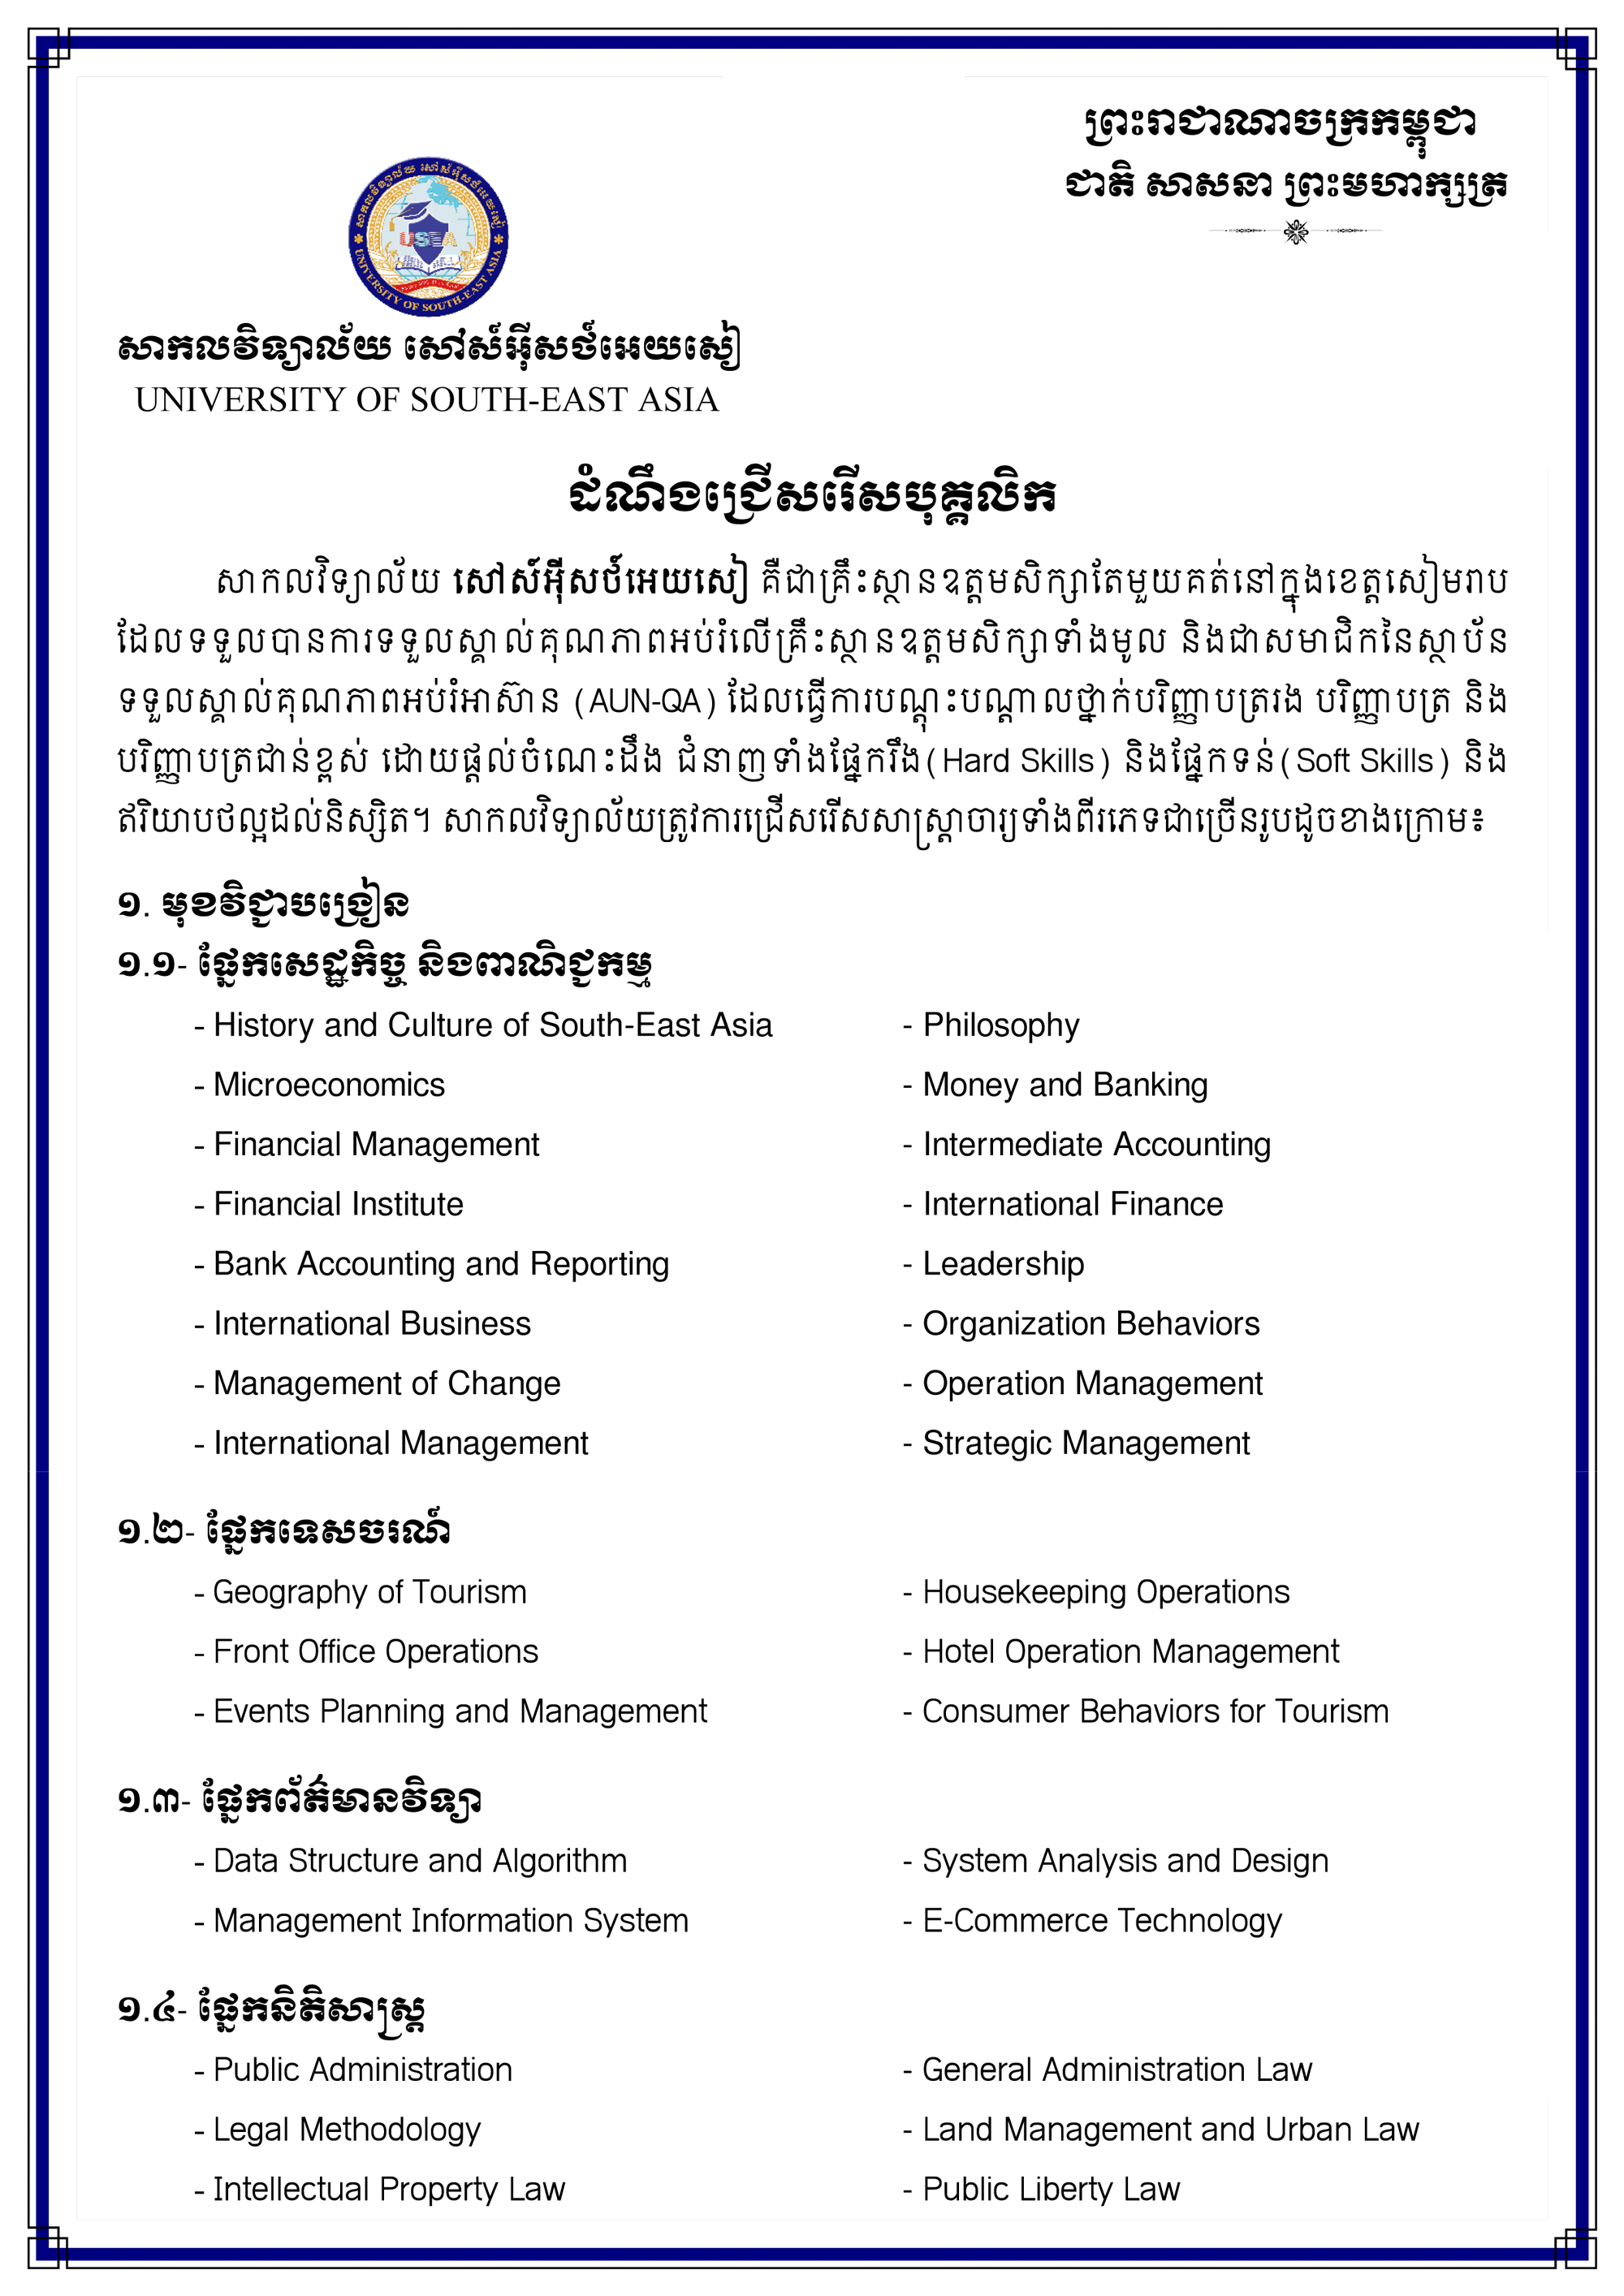 ព្រះរាជាណាចក្រកម្ពុជា
ជាតិ សាសនា ព្រះមហាក្សត្រ
សាកលវិទ្យាល័យ សៅស៍អ៊ីសថ៍អេយសៀ
USEA
UNIVERSITY OF SOUTH-EAST ASIA
សាកលវិទ្យាល័យ សៅស៍អ៊ីសថ៍អេយសៀ
UNIVERSITY OF SOUTH-EAST ASIA
ដំណឹងជ្រើសរើសបុគ្គលិក
សាកលវិទ្យាល័យ សៅស៍អ៊ីសថ៍អេយសៀ គឺជាគ្រឹះស្ថានឧត្តមសិក្សាតែមួយគត់នៅក្នុងខេត្តសៀមរាប
ដែលទទួលបានការទទួលស្គាល់គុណភាពអប់រំលើគ្រឹះស្ថានឧត្តមសិក្សាទាំងមូល និងជាសមាជិកនៃស្ថាប័ន
ទទួលស្គាល់គុណភាពអប់រំអាស៊ាន (AUN-QA) ដែលធ្វើការបណ្តុះបណ្តាលថ្នាក់បរិញ្ញាបត្ររង បរិញ្ញាបត្រ និង
បរិញ្ញាបត្រជាន់ខ្ពស់ ដោយផ្តល់ចំណេះដឹង ជំនាញទាំងផ្នែករឹង(Hard Skills) និងផ្នែកទន់(Soft Skills) និង
ឥរិយាបថល្អដល់និស្សិត។ សាកលវិទ្យាល័យត្រូវការជ្រើសរើសសាស្ត្រាចារ្យទាំងពីរភេទជាច្រើនរូបដូចខាងក្រោម៖
១. មុខវិជ្ជាបង្រៀន
១.១- ផ្នែកសេដ្ឋកិច្ច និងពាណិជ្ជកម្ម
- History and Culture of South-East Asia - Philosophy
- Microeconomics - Money and Banking
- Financial Management - Intermediate Accounting
- Financial Institute - International Finance
- Bank Accounting and Reporting - Leadership
- International Business - Organization Behaviors
- Management of Change - Operation Management
- International Management - Strategic Management
១.២- ផ្នែកទេសចរណ៍
- Geography of Tourism - Housekeeping Operations
- Front Office Operations - Hotel Operation Management
- Events Planning and Management - Consumer Behaviors for Tourism
១.៣- ផ្នែកព័ត៌មានវិទ្យា
- Data Structure and Algorithm - System Analysis and Design
- Management Information System - E-Commerce Technology
១.៤- ផ្នែកនិតិសាស្ត្រ
- Public Administration - General Administration Law
- Legal Methodology - Land Management and Urban Law
- Intellectual Property Law - Public Liberty Law